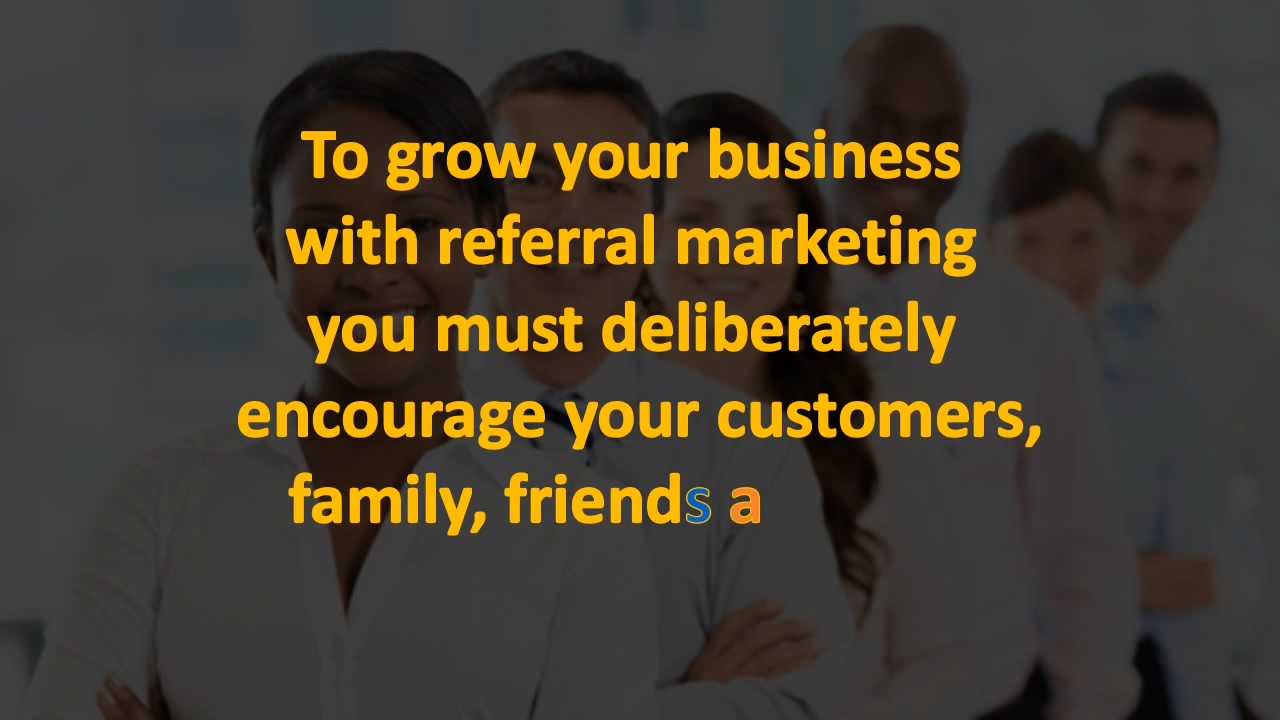 To grow your business
with referral marketing
you must deliberately
encourage your customers,
family, friends a